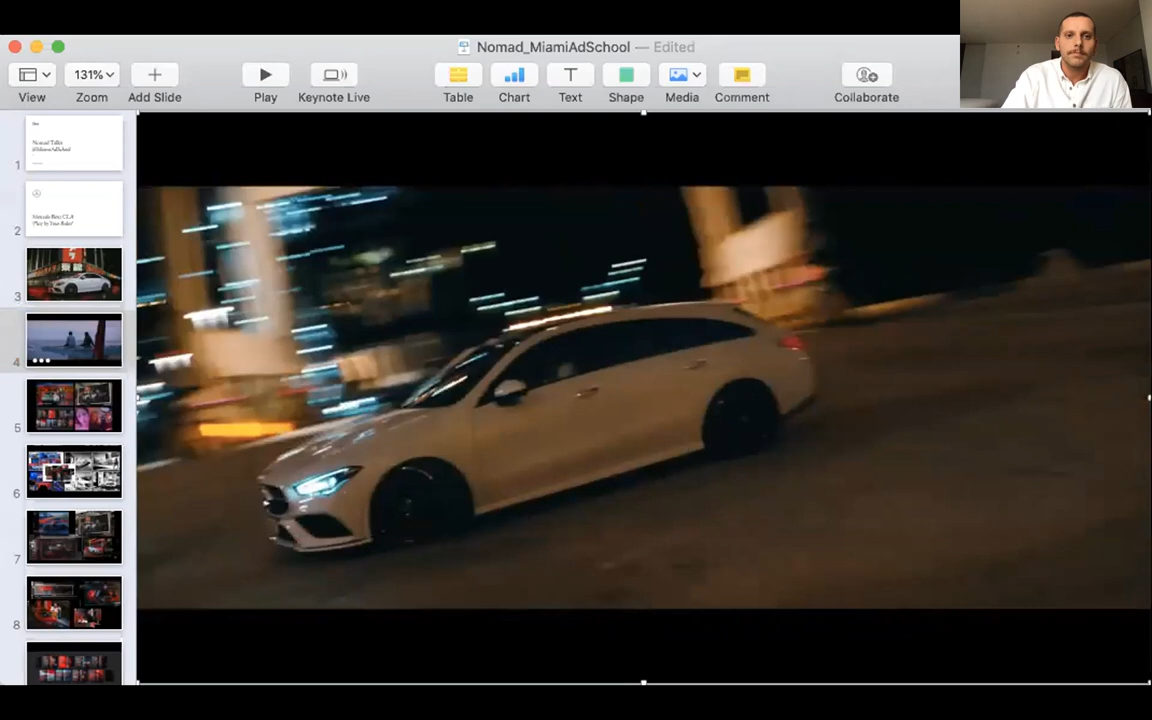 Nomad_MiamiAdSchool — Edited
131%
View
Zoom
Add Slide
Play
Keynote Live
Table
Chart
Text
Shape
Media
Comment
Collaborate
1
Nomad Talks
@MiamiAdSchool
2
Mercedes-Benz CLA
'Play by Your Rules'
3
4
5
6
7
8